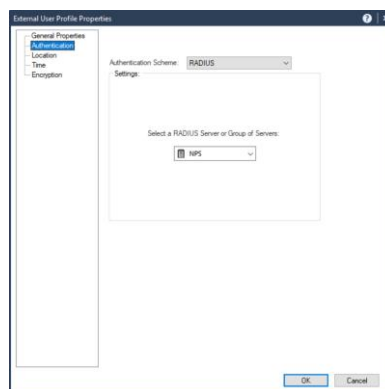 External User Profile Properties
General Properties
Authentication
Location
Time
Encryption
Authentication Scheme: RADIUS
Settings:
Select a RADIUS Server or Group of Servers:
NPS
OK Cancel